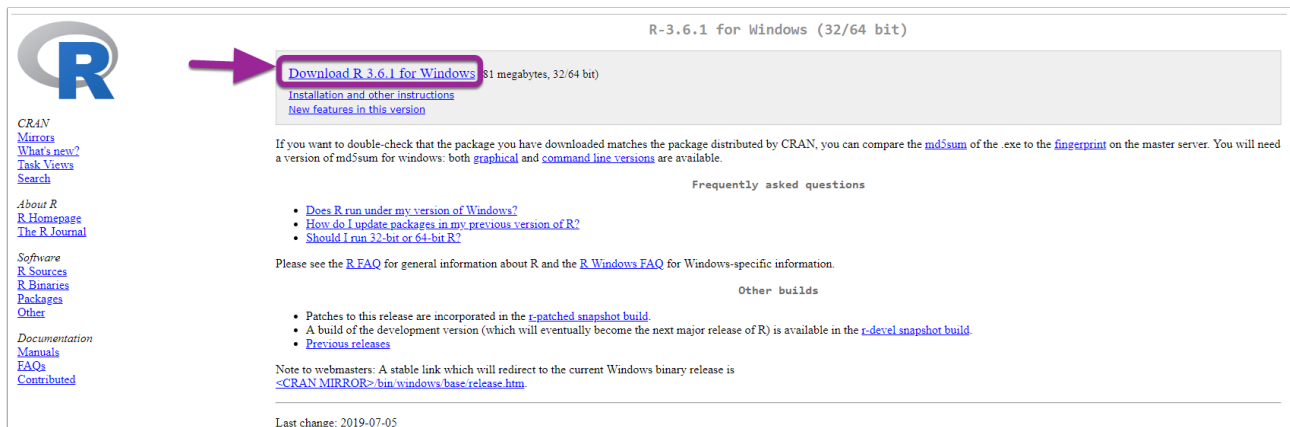 R
CRAN
Mirrors
What's new?
Task Views
Search
About R
R Homepage
The R Journal
Software
R Sources
R Binaries
Packages
Other
Documentation
Manuals
FAQs
Contributed
R-3.6.1 for Windows (32/64 bit)
Download R 3.6.1 for Windows 81 megabytes, 32/64 bit)
Installation and other instructions
New features in this version
If you want to double-check that the package you have downloaded matches the package distributed by CRAN, you can compare the md5sum of the .exe to the fingerprint on the master server. You will need
a version of md5sum for windows: both graphical and command line versions are available.
Frequently asked questions
• Does R run under my version of Windows?
• How do I update packages in my previous version of R?
• Should I run 32-bit or 64-bit R?
Please see the R FAQ for general information about R and the R Windows FAQ for Windows-specific information.
Other builds
• Patches to this release are incorporated in the r-patched snapshot build.
• A build of the development version (which will eventually become the next major release of R) is available in the r-devel snapshot build.
• Previous releases
Note to webmasters: A stable link which will redirect to the current Windows binary release is
<CRAN MIRROR>/bin/windows/base/release.htm.
Last change: 2019-07-05